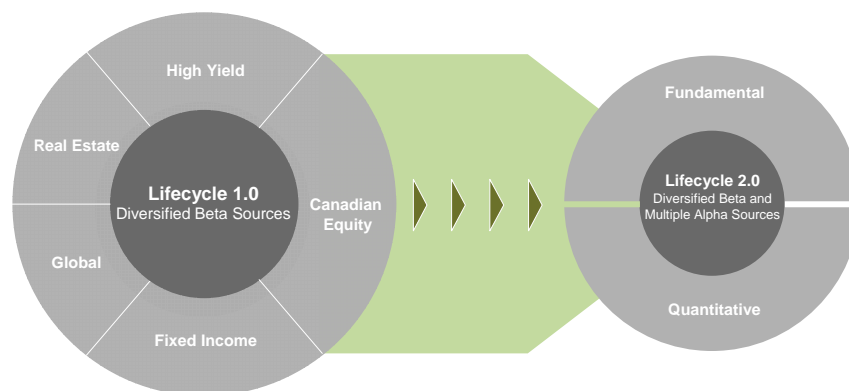 High Yield
Real Estate
Lifecycle 1.0
Diversified Beta Sources
Canadian
Equity
Global
Fixed Income
Fundamental
Lifecycle 2.0
Diversified Beta and
Multiple Alpha Sources
Quantitative